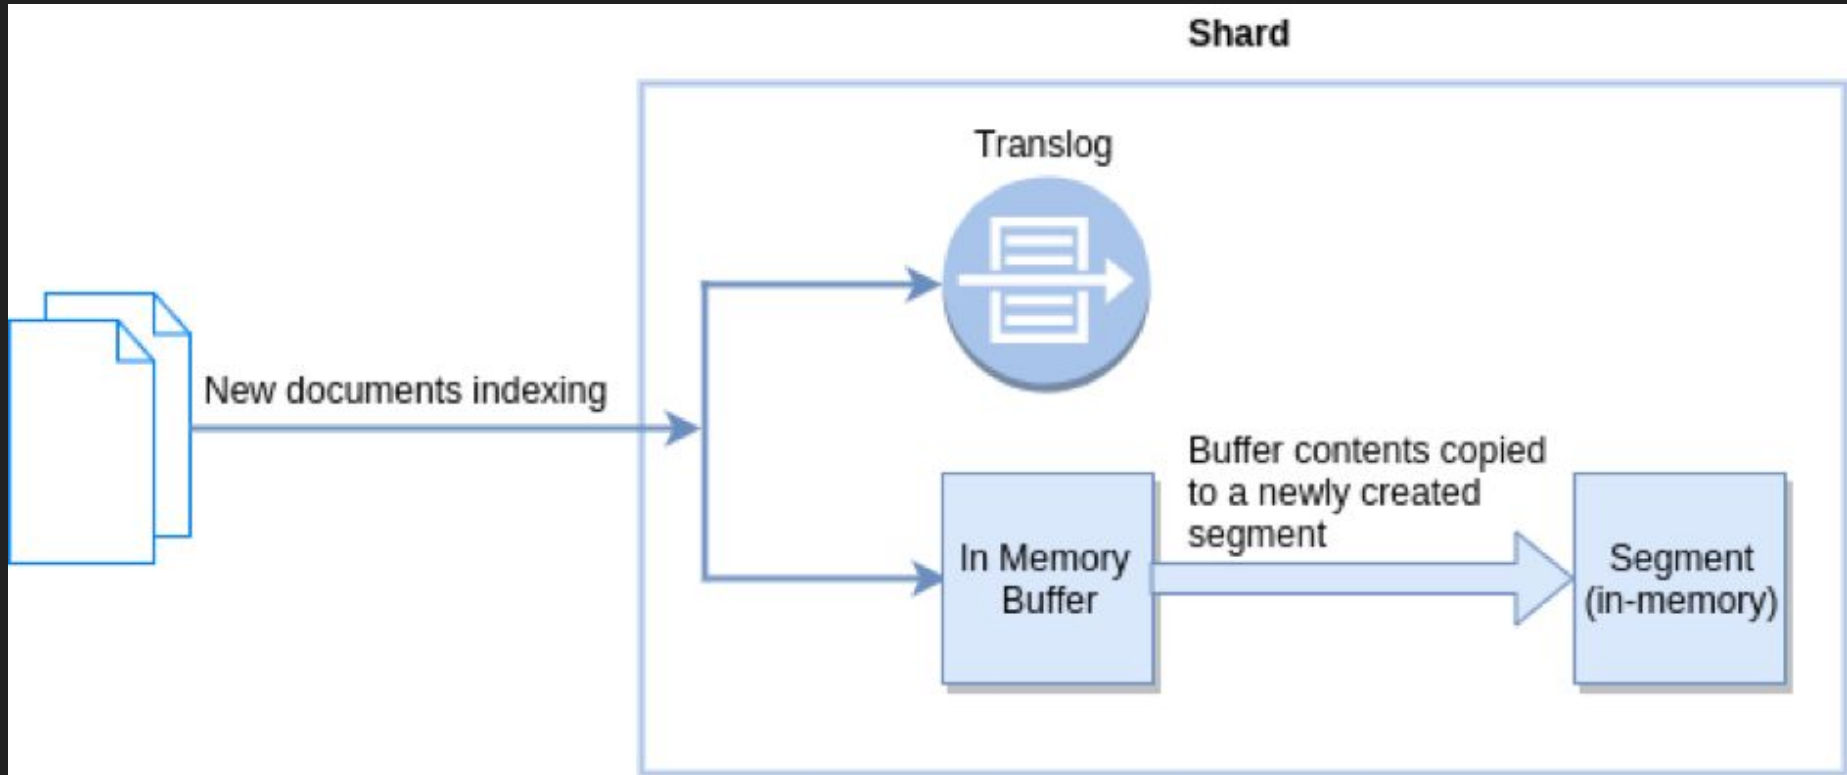 Shard
Translog
New documents indexing
Buffer contents copied
to a newly created
segment
In Memory
Buffer
Segment
(in-memory)